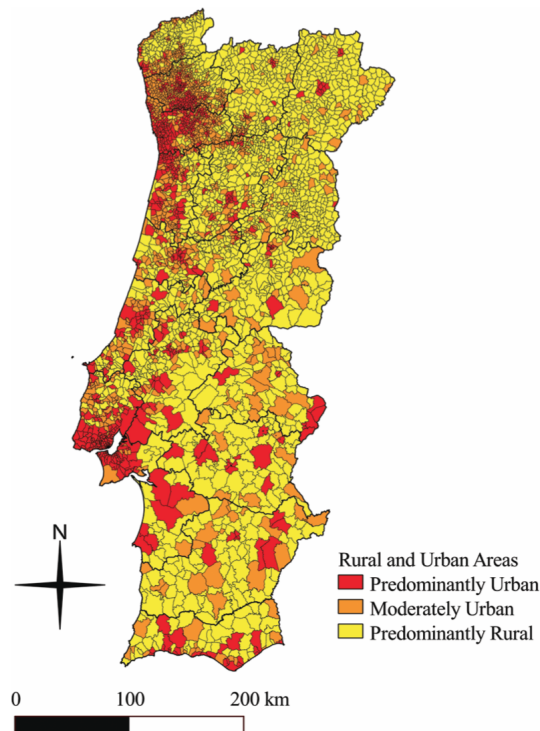 N
Rural and Urban Areas
Predominantly Urban
Moderately Urban
Predominantly Rural
0 100 200 km